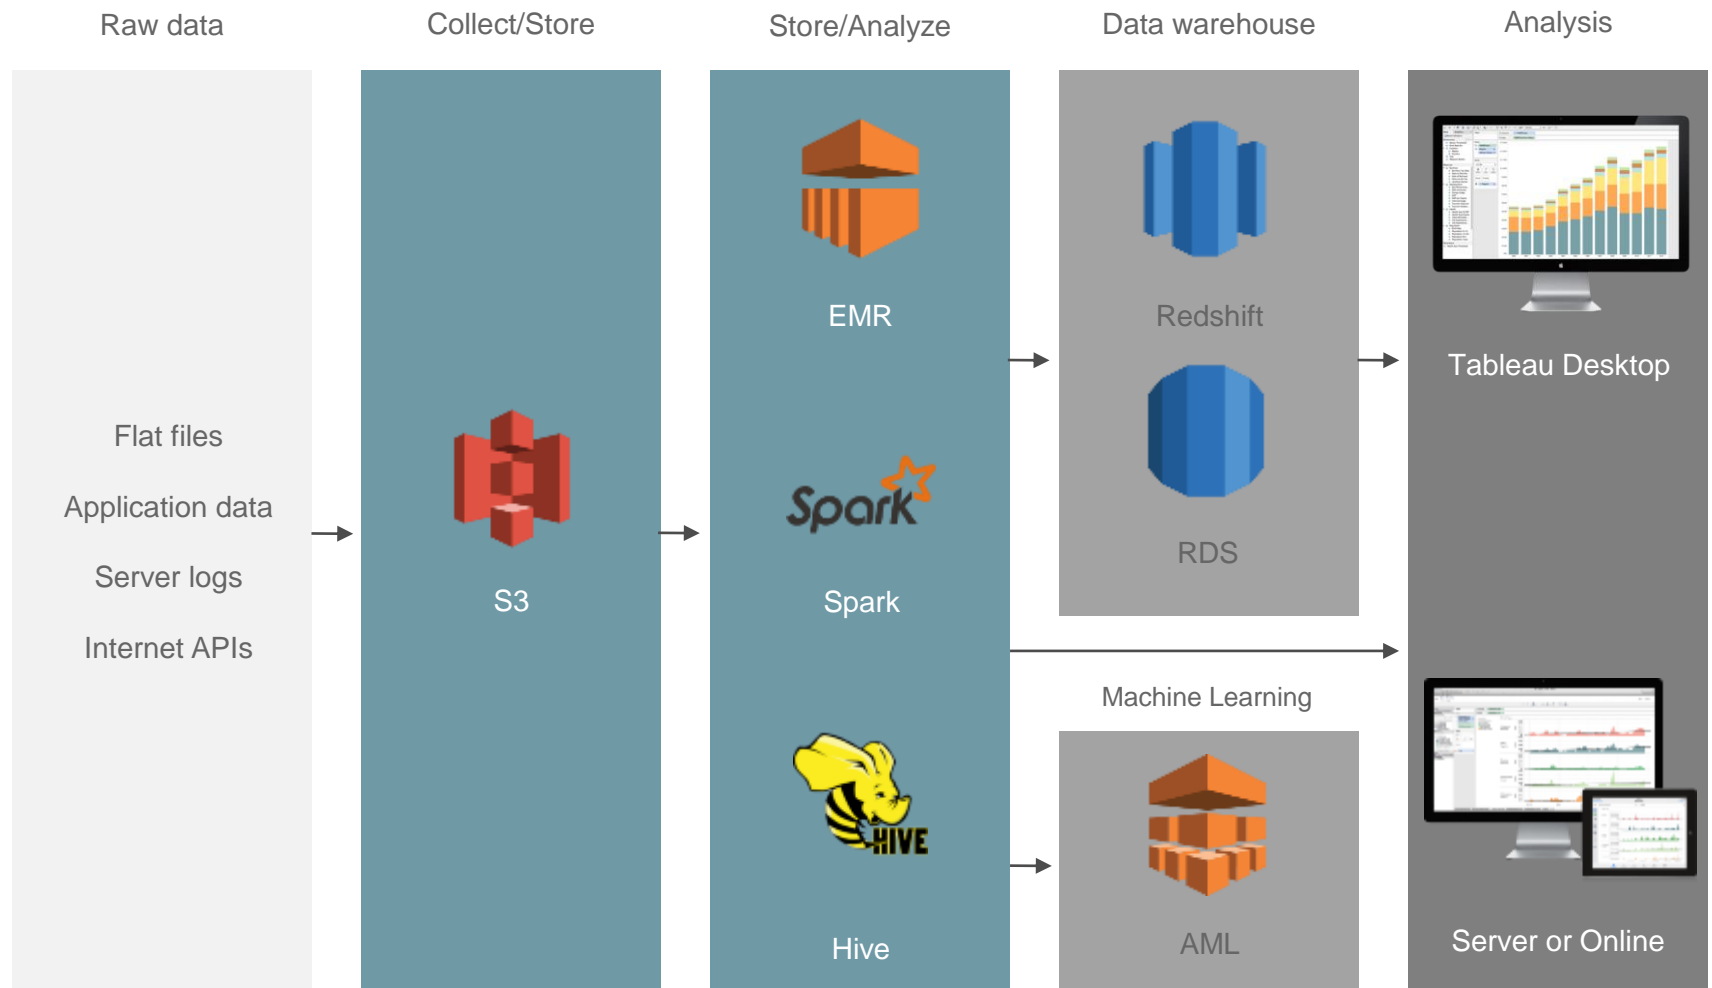 Raw data
Collect/Store
Store/Analyze
Data warehouse
Analysis
Flat files
Application data
Server logs
Internet APIs
S3
EMR
Spark
Spark
HIVE
Hive
Redshift
RDS
Machine Learning
AML
Tableau Desktop
Server or Online